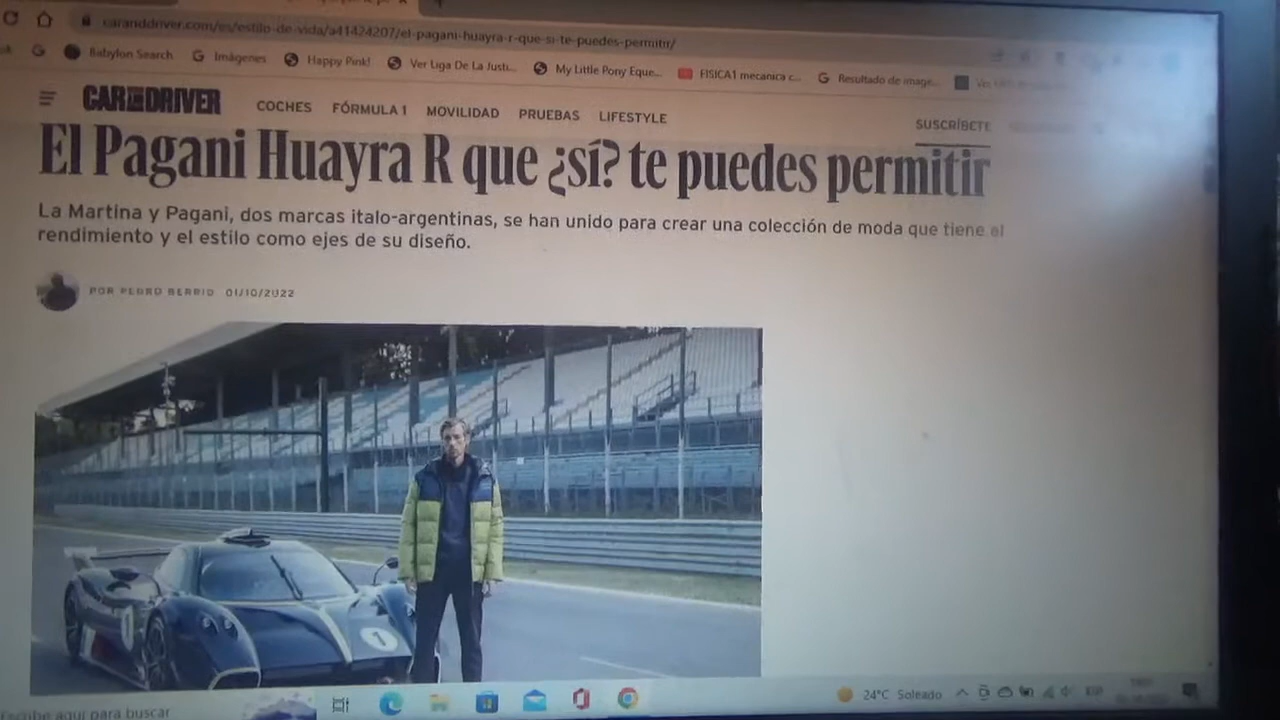 caranddriver.com/es/estilo-de-vida/a41424207/el-pagani-huayra-r-que-si-te-puedes-permitir/
G Babylon Search G Imágenes Happy Pink! Ver Liga De La Justi... My Little Pony Eque... FISICA1 mecanica c... G Resultado de image...
CAR AND DRIVER COCHES FÓRMULA 1 MOVILIDAD PRUEBAS LIFESTYLE SUSCRÍBETE
El Pagani Huayra R que ¿sí? te puedes permitir
La Martina y Pagani, dos marcas italo-argentinas, se han unido para crear una colección de moda que tiene el
rendimiento y el estilo como ejes de su diseño.
POR PEDRO BERRIO 01/10/2022
1
Escribe aquí para buscar 24°C Soleado ESP